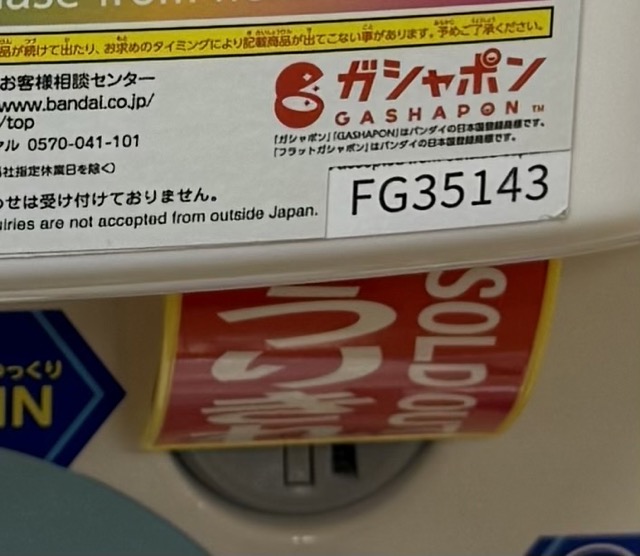 品が続けて出たり、お求めのタイミングにより記載商品が出てこない事があります。予めご了承ください。
お客様相談センター
www.bandai.co.jp/
/top
ヤル 0570-041-101
社指定休業日を除く)
せは受け付けておりません。
iries are not accepted from outside Japan.
ガシャポン
GASHAPON TM
「ガシャポン」「GASHAPON」はバンダイの日本国登録商標です。
「フラットガシャポン」はバンダイの日本国登録商標です。
FG35143
SOLD OUT
っくり
IN